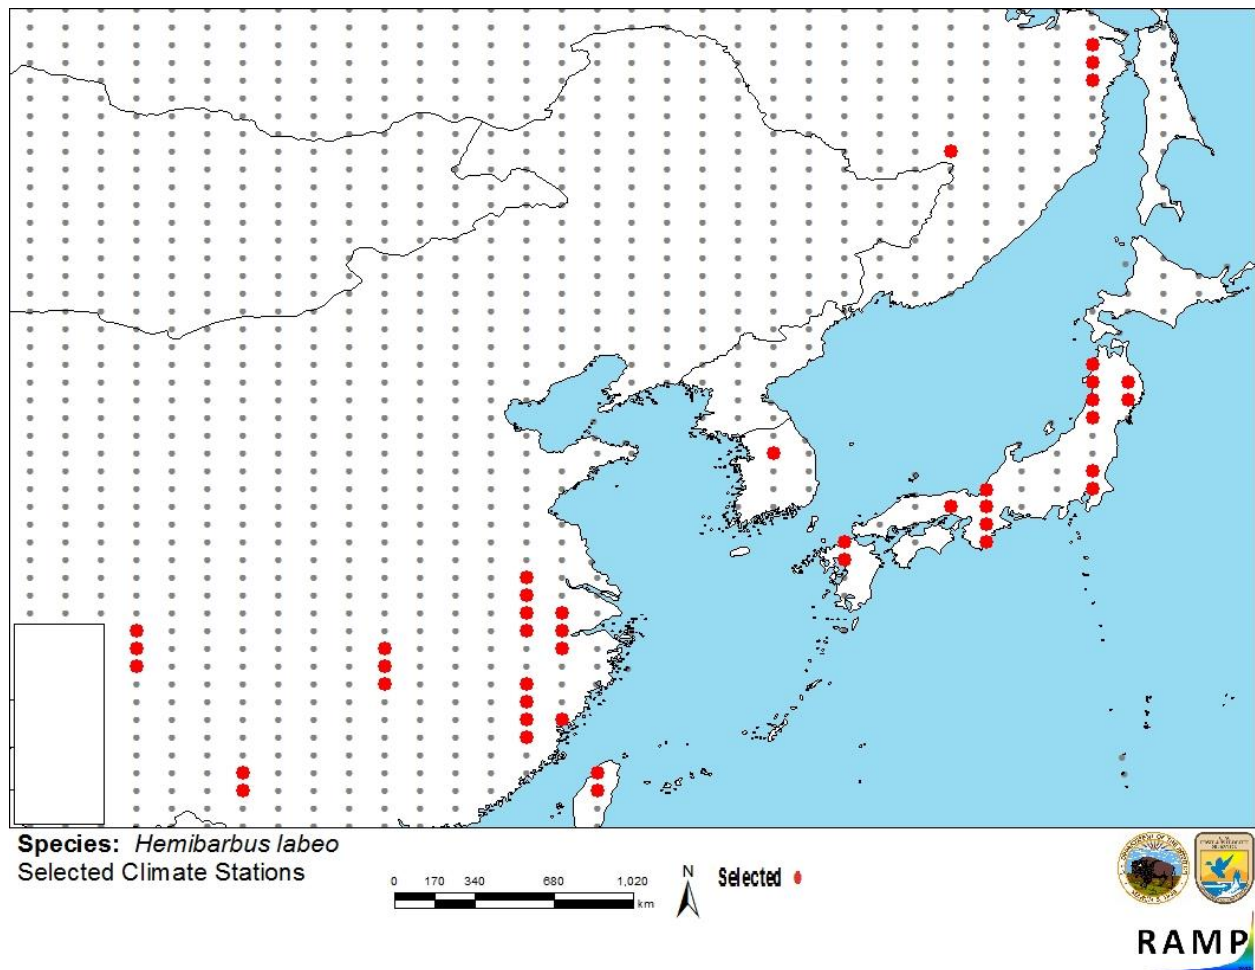 Species: Hemibarbus labeo
Selected Climate Stations
0 170 340 680 1,020
km
N
Selected
RAMP